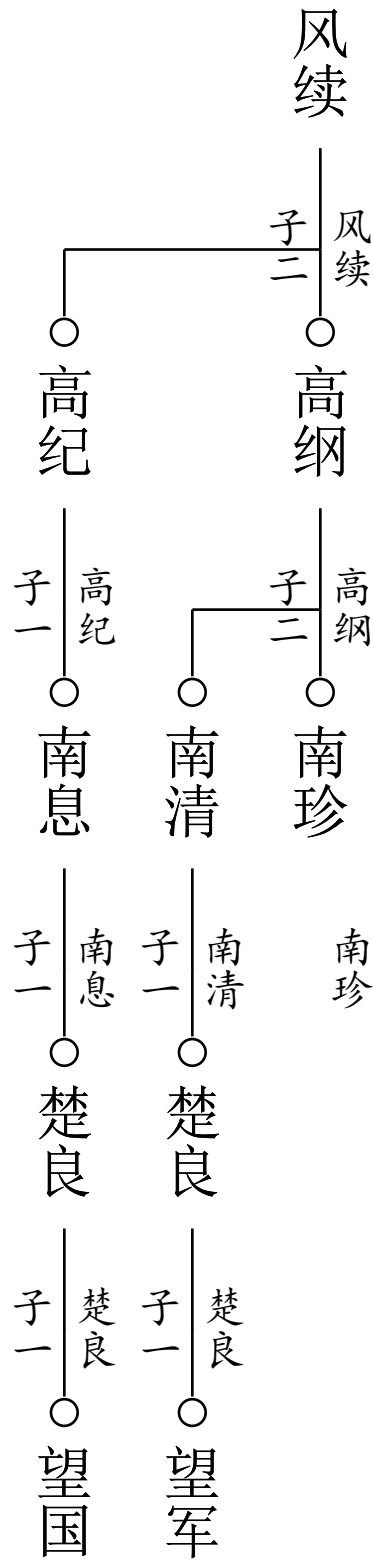 风续
风续
子二
高纲
高纪
高纲
子二
高纪
子一
南珍
南清
南息
南珍
南清
子一
南息
子一
楚良
楚良
楚良
子一
楚良
子一
望军
望国